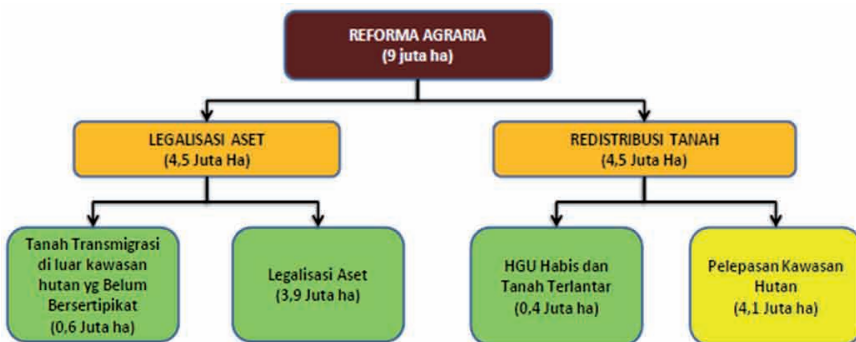 REFORMA AGRARIA
(9 juta ha)
LEGALISASI ASET
(4,5 Juta Ha)
REDISTRIBUSI TANAH
(4,5 Juta Ha)
Tanah Transmigrasi
di luar kawasan
hutan yg Belum
Bersertipikat
(0,6 Juta ha)
Legalisasi Aset
(3,9 Juta ha)
HGU Habis dan
Tanah Terlantar
(0,4 Juta ha)
Pelepasan Kawasan
Hutan
(4,1 Juta ha)